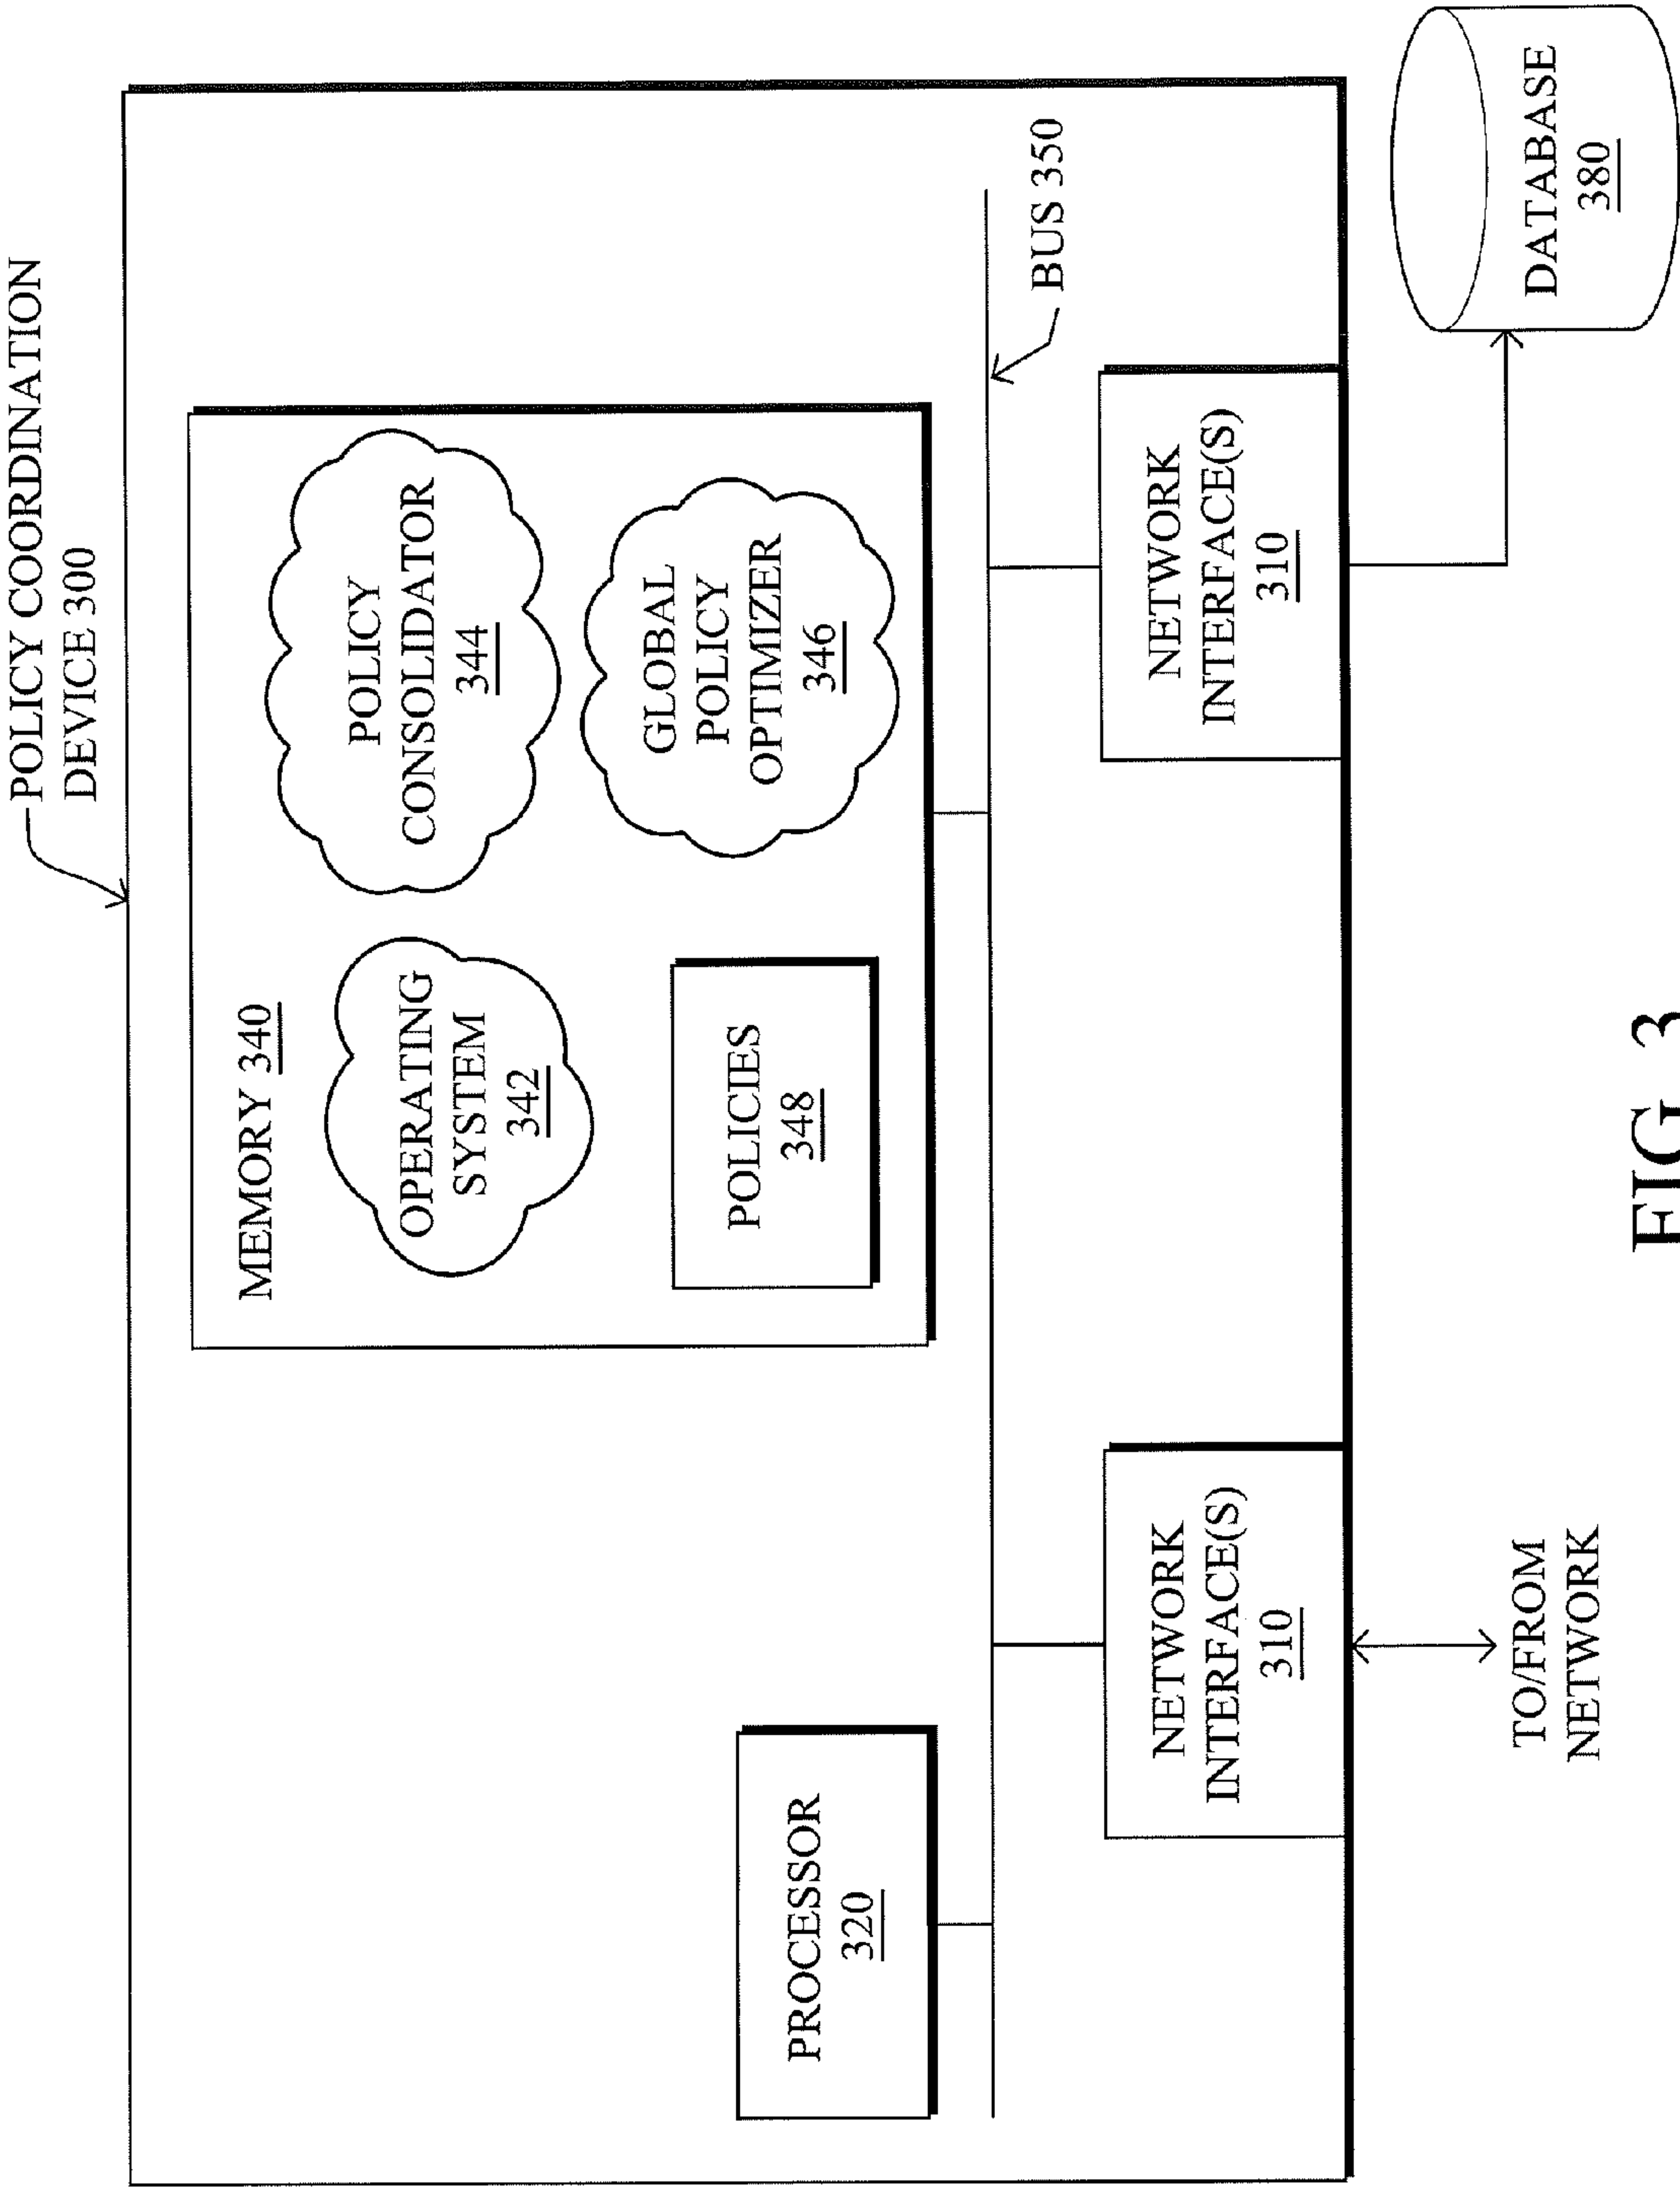 POLICY COORDINATION
DEVICE 300
MEMORY 340
OPERATING
SYSTEM
342
POLICY
CONSOLIDATOR
344
POLICIES
348
GLOBAL
POLICY
OPTIMIZER
346
PROCESSOR
320
BUS 350
NETWORK
INTERFACE(S)
310
NETWORK
INTERFACE(S)
310
TO/FROM
NETWORK
DATABASE
380
FIG. 3